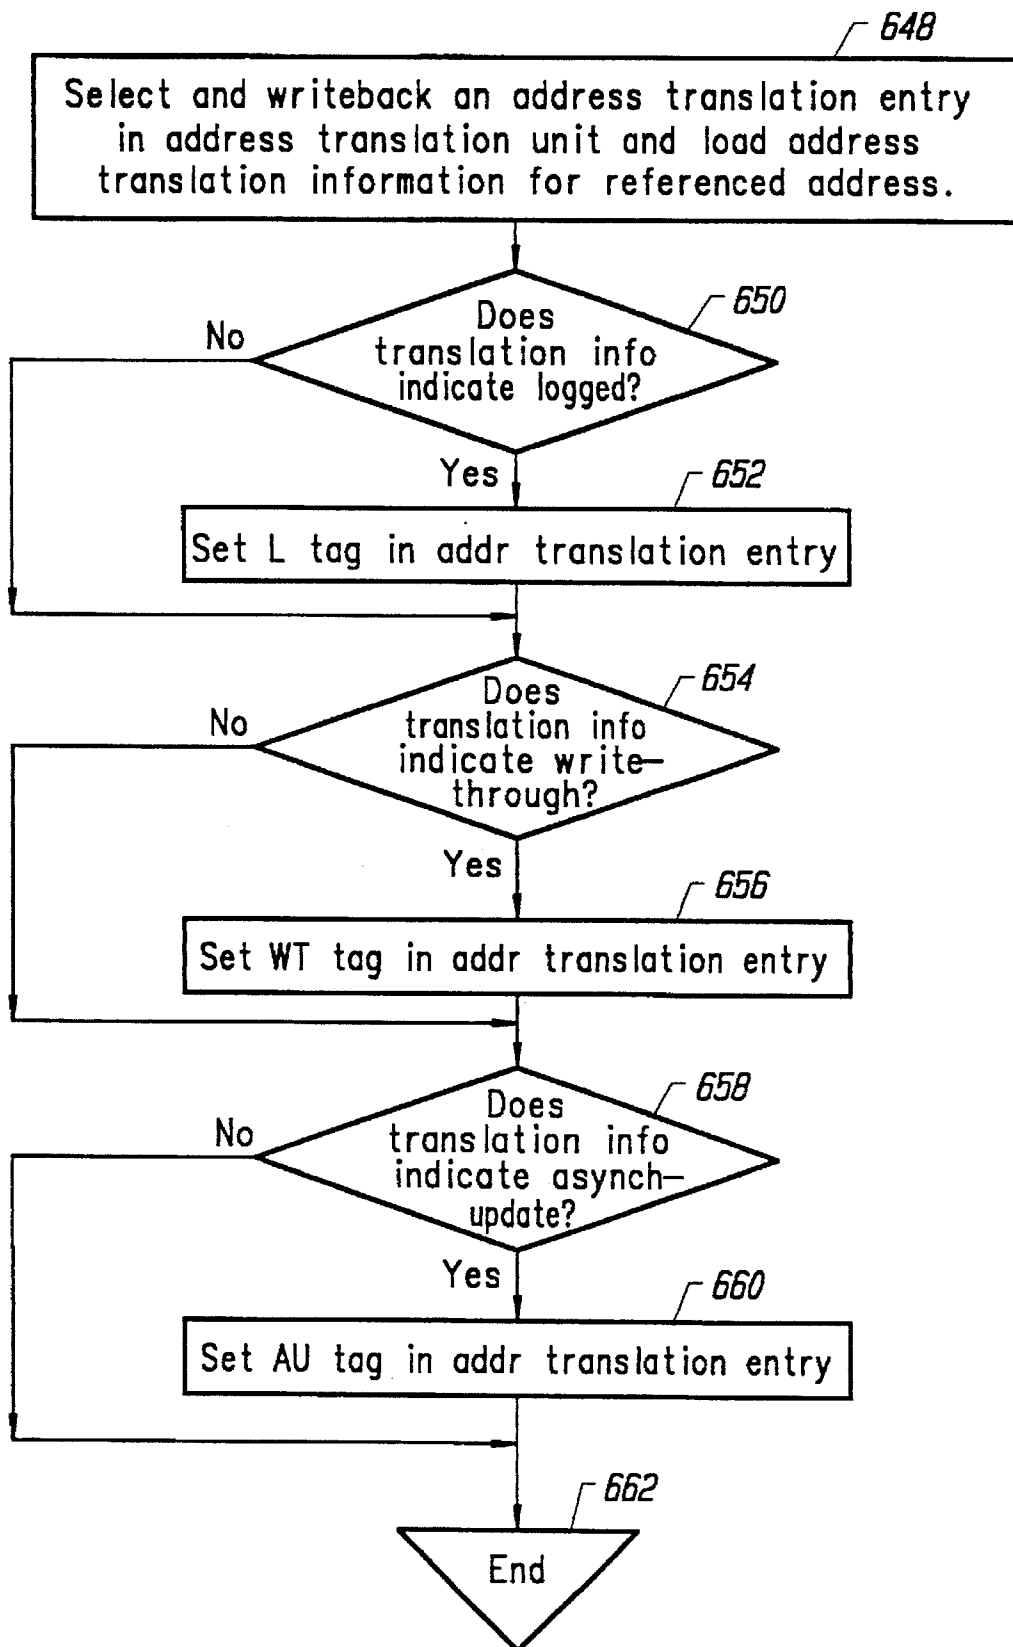 648
Select and writeback an address translation entry
in address translation unit and load address
translation information for referenced address.
650
No
Does
translation info
indicate logged?
Yes
652
Set L tag in addr translation entry
654
No
Does
translation info
indicate write-
through?
Yes
656
Set WT tag in addr translation entry
658
No
Does
translation info
indicate asynch-
update?
Yes
660
Set AU tag in addr translation entry
662
End